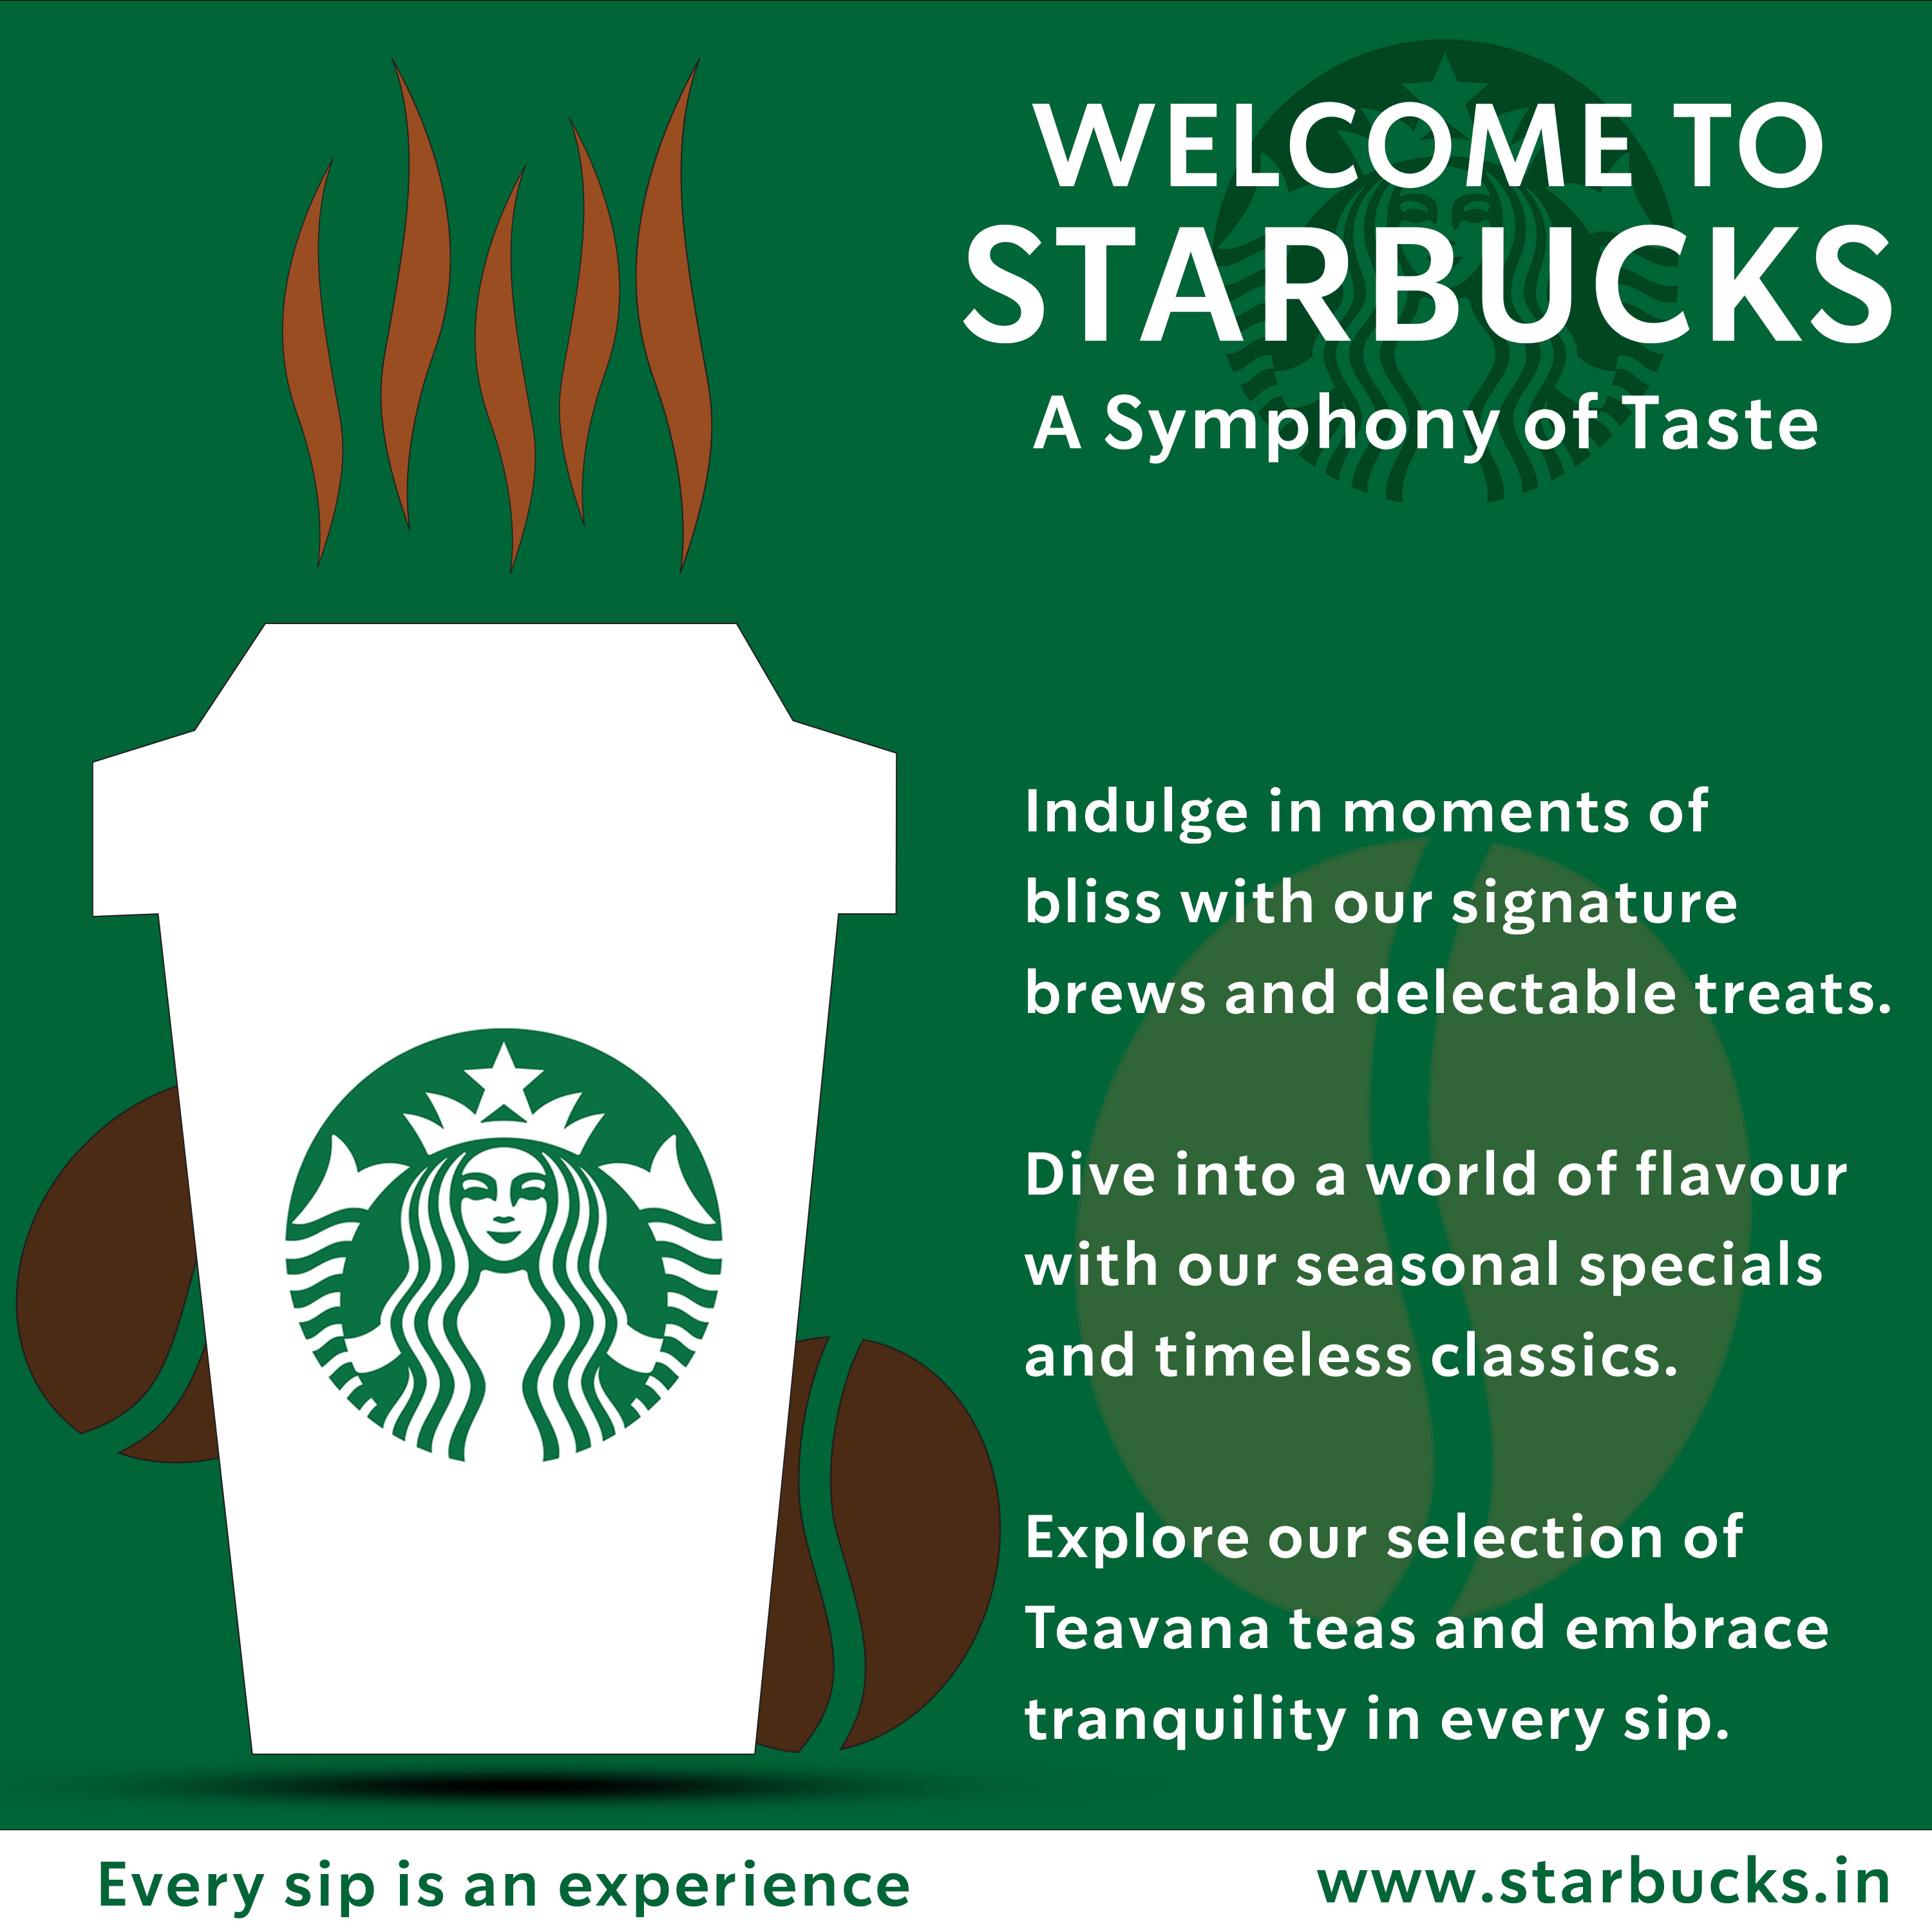 WELCOME TO
STARBUCKS
A Symphony of Taste
Indulge in moments of
bliss with our signature
brews and delectable treats.
Dive into a world of flavour
with our seasonal specials
and timeless classics.
Explore our selection of
Teavana teas and embrace
tranquility in every sip.
Every sip is an experience
www.starbucks.in